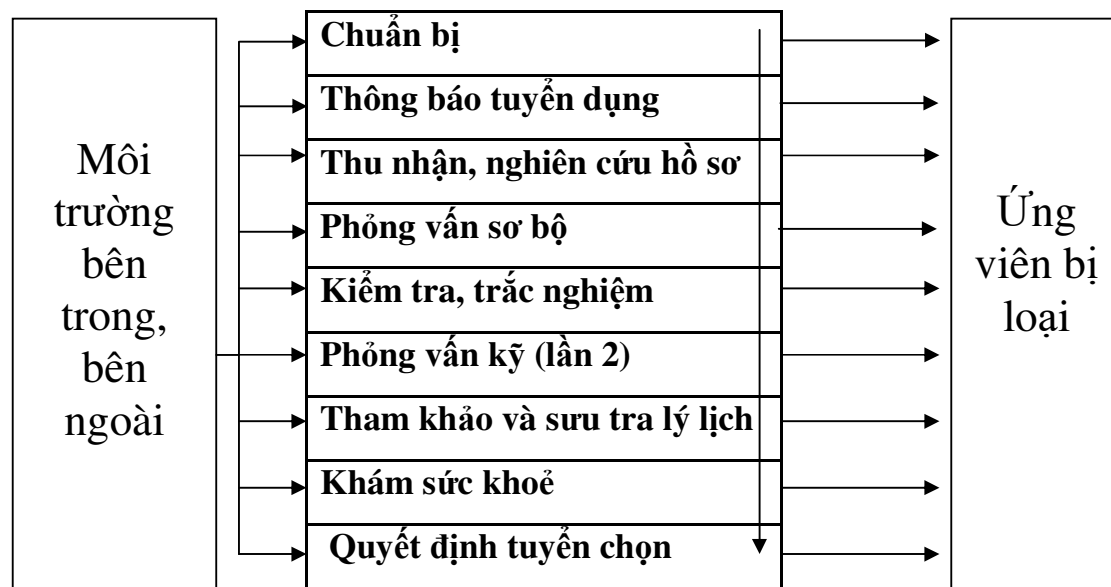 Môi
trường
bên
trong,
bên
ngoài
Chuẩn bị
Thông báo tuyển dụng
Thu nhận, nghiên cứu hồ sơ
Phỏng vấn sơ bộ
Kiểm tra, trắc nghiệm
Phỏng vấn kỹ (lần 2)
Tham khảo và sưu tra lý lịch
Khám sức khoẻ
Quyết định tuyển chọn
Ứng
viên bị
loại